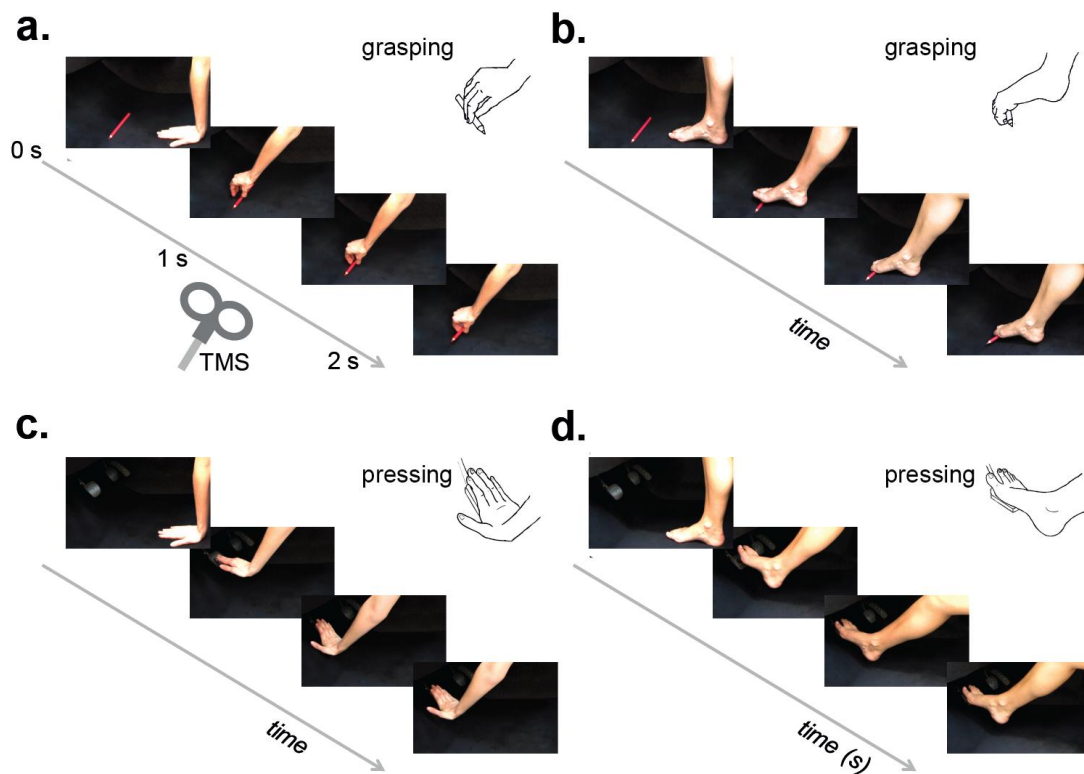 a.
grasping
0 s
1 s
TMS
2 s
b.
grasping
time
c.
pressing
time
d.
pressing
time (s)